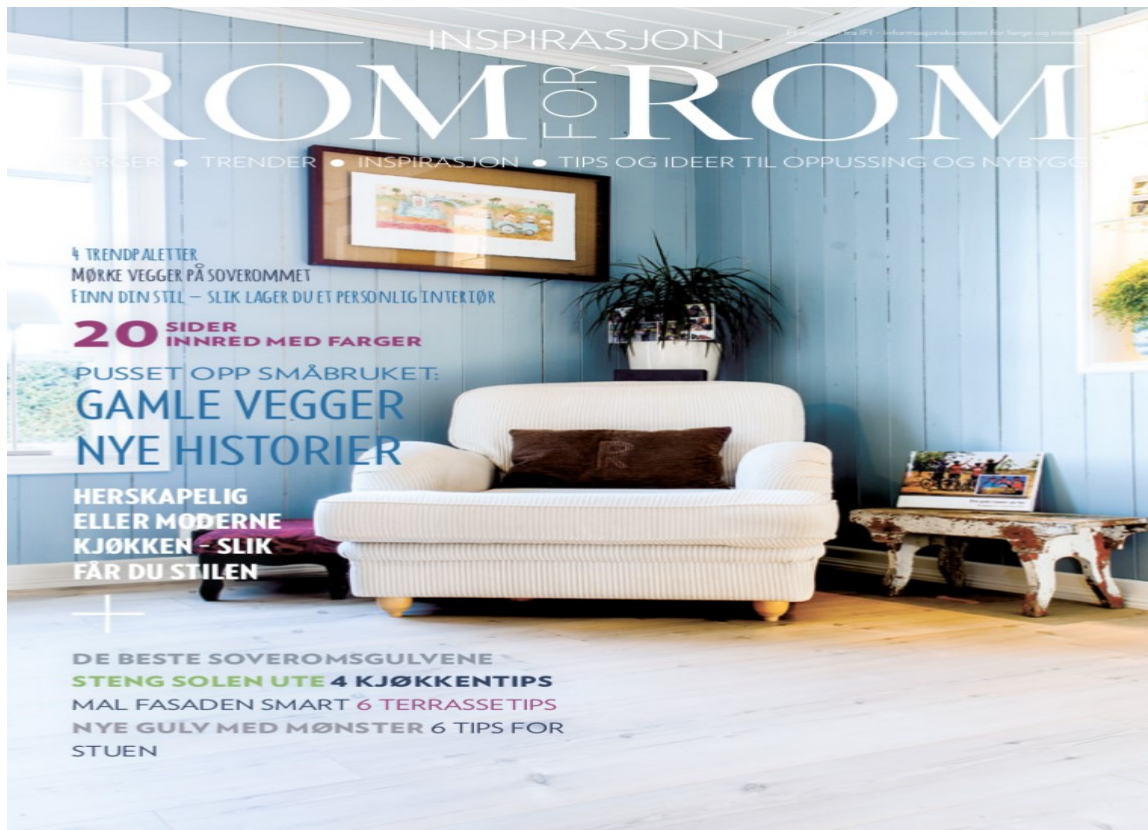 INSPIRASJON
ROM FOR ROM
FARGER • TRENDER • INSPIRASJON • TIPS OG IDEER TIL OPPUSSING OG NYBYGG
4 TRENDPALETTER
MØRKE VEGGER PÅ SOVEROMMET
FINN DIN STIL – SLIK LAGER DU ET PERSONLIG INTERIØR
20 SIDER
INNRED MED FARGER
PUSSET OPP SMÅBRUKET:
GAMLE VEGGER
NYE HISTORIER
HERSKAPELIG
ELLER MODERNE
KJØKKEN - SLIK
FÅR DU STILEN
+
DE BESTE SOVEROMSGULVENE
STENG SOLEN UTE 4 KJØKKENTIPS
MAL FASADEN SMART 6 TERRASSETIPS
NYE GULV MED MØNSTER 6 TIPS FOR
STUEN
R